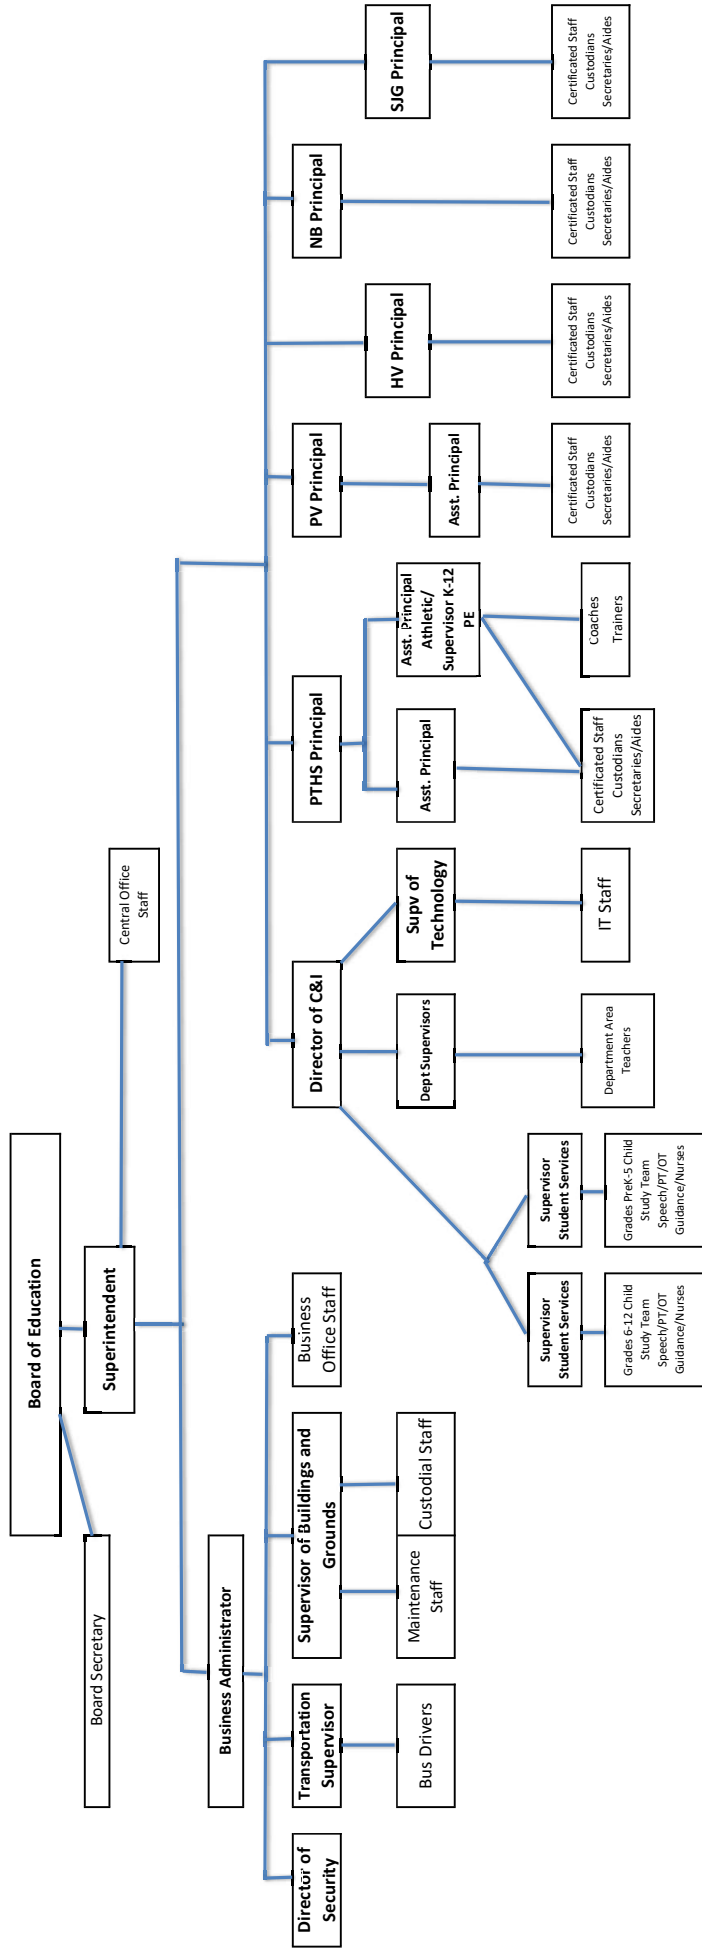 Board of Education
Board Secretary
Superintendent
Central Office
Staff
Business Administrator
Director of
Security
Transportation
Supervisor
Supervisor of Buildings and
Grounds
Business
Office Staff
Director of C&I
PTHS Principal
PV Principal
HV Principal
NB Principal
SJG Principal
Bus Drivers
Maintenance
Staff
Custodial Staff
Dept Supervisors
Supv of
Technology
Asst. Principal
Asst. Principal
Athletic/
Supervisor K-12
PE
Asst. Principal
Supervisor
Student Services
Supervisor
Student Services
Grades 6-12 Child
Study Team
Speech/PT/OT
Guidance/Nurses
Grades PreK-5 Child
Study Team
Speech/PT/OT
Guidance/Nurses
Department Area
Teachers
IT Staff
Certificated Staff
Custodians
Secretaries/Aides
Coaches
Trainers
Certificated Staff
Custodians
Secretaries/Aides
Certificated Staff
Custodians
Secretaries/Aides
Certificated Staff
Custodians
Secretaries/Aides
Certificated Staff
Custodians
Secretaries/Aides